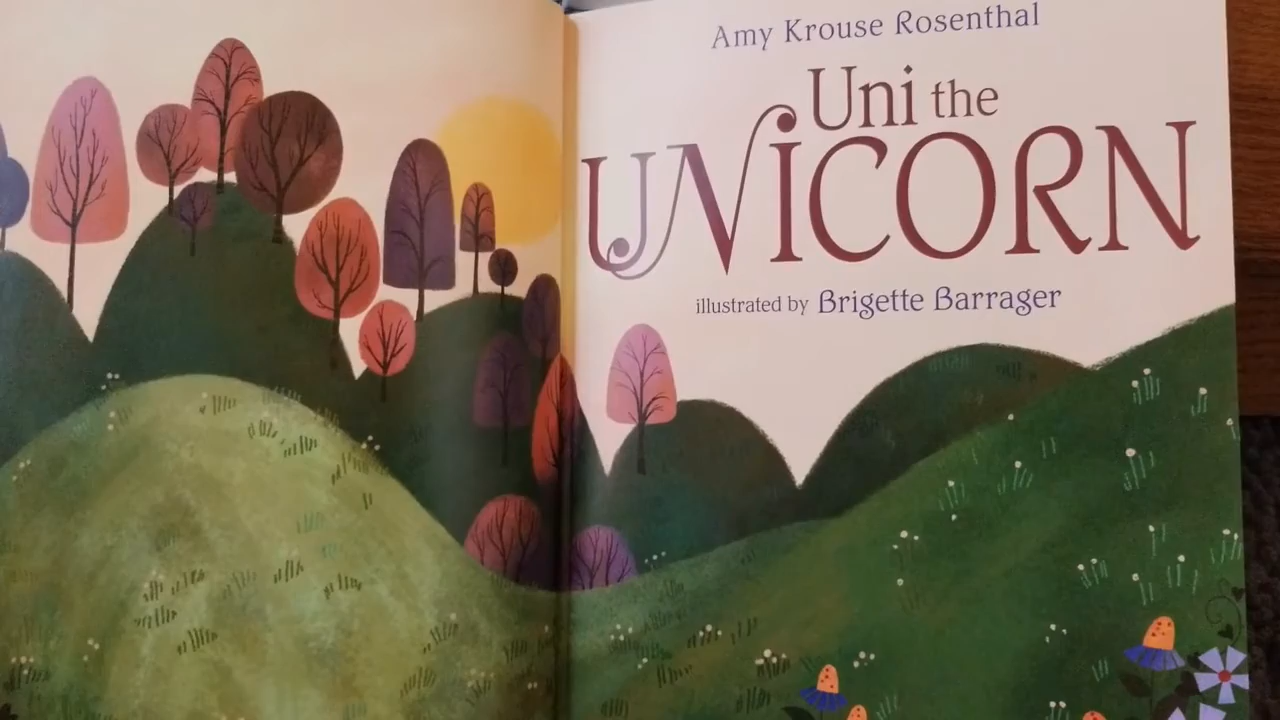 Amy Krouse Rosenthal
Uni the
UNICORN
illustrated by Brigette Barrager